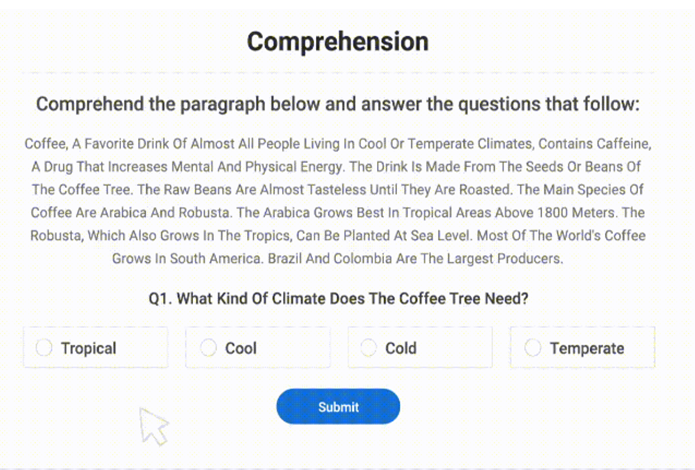 Comprehension
Comprehend the paragraph below and answer the questions that follow:
Coffee, A Favorite Drink Of Almost All People Living In Cool Or Temperate Climates, Contains Caffeine,
A Drug That Increases Mental And Physical Energy. The Drink Is Made From The Seeds Or Beans Of
The Coffee Tree. The Raw Beans Are Almost Tasteless Until They Are Roasted. The Main Species Of
Coffee Are Arabica And Robusta. The Arabica Grows Best In Tropical Areas Above 1800 Meters. The
Robusta, Which Also Grows In The Tropics, Can Be Planted At Sea Level. Most Of The World's Coffee
Grows In South America. Brazil And Colombia Are The Largest Producers.
Q1. What Kind Of Climate Does The Coffee Tree Need?
Tropical Cool Cold Temperate
Submit